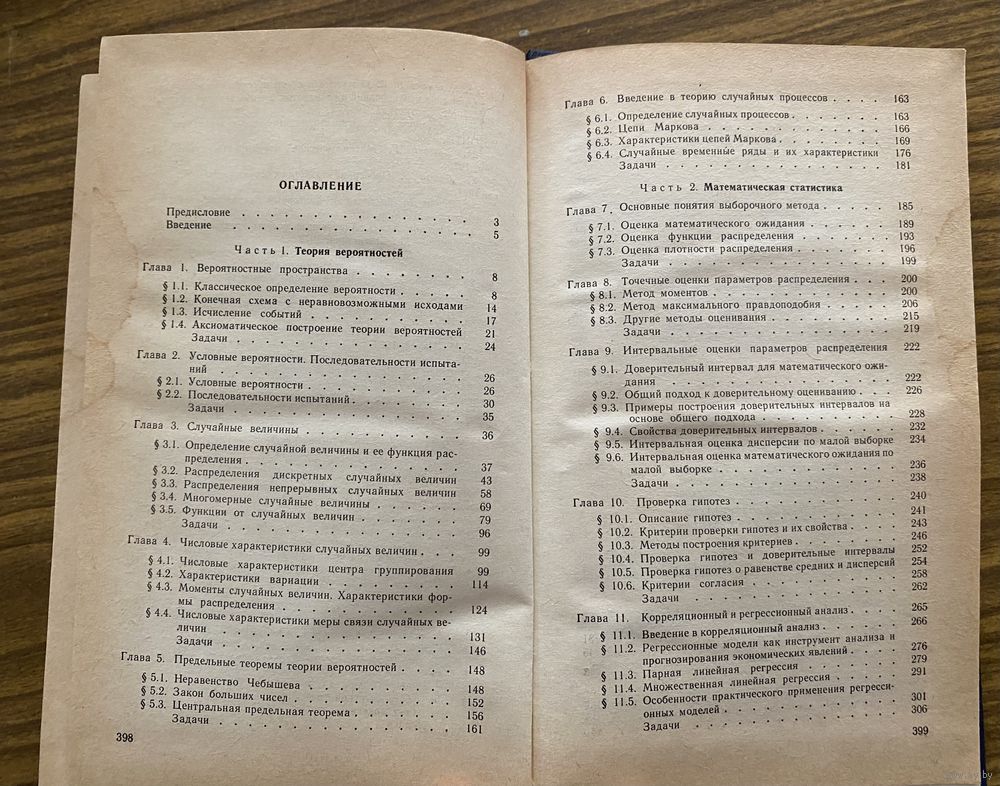 ОГЛАВЛЕНИЕ
Предисловие . . . . . . . . . . . . . . . 3
Введение . . . . . . . . . . . . . . . 5
Часть I. Теория вероятностей
Глава 1. Вероятностные пространства . . . . . . . . 8
§ 1.1. Классическое определение вероятности . . . . . 8
§ 1.2. Конечная схема с неравновозможными исходами 14
§ 1.3. Исчисление событий . . . . . . . . . . 17
§ 1.4. Аксиоматическое построение теории вероятностей 21
Задачи . . . . . . . . . . . . . . 24
Глава 2. Условные вероятности. Последовательности испыта-
ний . . . . . . . . . . . . . . . 26
§ 2.1. Условные вероятности . . . . . . . . . . 26
§ 2.2. Последовательности испытаний . . . . . . . 30
Задачи . . . . . . . . . . . . . . 35
Глава 3. Случайные величины . . . . . . . . . . 36
§ 3.1. Определение случайной величины и ее функция рас-
пределения . . . . . . . . . . . . . 37
§ 3.2. Распределения дискретных случайных величин 43
§ 3.3. Распределения непрерывных случайных величин 58
§ 3.4. Многомерные случайные величины . . . . . . 69
§ 3.5. Функции от случайных величин . . . . . . . 79
Задачи . . . . . . . . . . . . . . 96
Глава 4. Числовые характеристики случайных величин . . . 99
§ 4.1. Числовые характеристики центра группирования 99
§ 4.2. Характеристики вариации . . . . . . . . . 114
§ 4.3. Моменты случайных величин. Характеристики фор-
мы распределения . . . . . . . . . . . 124
§ 4.4. Числовые характеристики меры связи случайных ве-
личин . . . . . . . . . . . . . . 131
Задачи . . . . . . . . . . . . . . 146
Глава 5. Предельные теоремы теории вероятностей . . . . 148
§ 5.1. Неравенство Чебышева . . . . . . . . . . 148
§ 5.2. Закон больших чисел . . . . . . . . . . 152
§ 5.3. Центральная предельная теорема . . . . . . . 156
Задачи . . . . . . . . . . . . . . 161
398
Глава 6. Введение в теорию случайных процессов . . . . 163
§ 6.1. Определение случайных процессов . . . . . . 163
§ 6.2. Цепи Маркова . . . . . . . . . . . . 166
§ 6.3. Характеристики цепей Маркова . . . . . . . 169
§ 6.4. Случайные временные ряды и их характеристики 176
Задачи . . . . . . . . . . . . . . 181
Часть 2. Математическая статистика
Глава 7. Основные понятия выборочного метода . . . . . 185
§ 7.1. Оценка математического ожидания . . . . . . 189
§ 7.2. Оценка функции распределения . . . . . . . 193
§ 7.3. Оценка плотности распределения . . . . . . . 196
Задачи . . . . . . . . . . . . . . 199
Глава 8. Точечные оценки параметров распределения . . . 200
§ 8.1. Метод моментов . . . . . . . . . . . . 200
§ 8.2. Метод максимального правдоподобия . . . . . 206
§ 8.3. Другие методы оценивания . . . . . . . . 215
Задачи . . . . . . . . . . . . . . 219
Глава 9. Интервальные оценки параметров распределения 222
§ 9.1. Доверительный интервал для математического ожи-
дания . . . . . . . . . . . . . . 222
§ 9.2. Общий подход к доверительному оцениванию . . . 226
§ 9.3. Примеры построения доверительных интервалов на
основе общего подхода . . . . . . . . . 228
§ 9.4. Свойства доверительных интервалов . . . . . . 232
§ 9.5. Интервальная оценка дисперсии по малой выборке 234
§ 9.6. Интервальная оценка математического ожидания по
малой выборке . . . . . . . . . . . . 236
Задачи . . . . . . . . . . . . . . 238
Глава 10. Проверка гипотез . . . . . . . . . . . 240
§ 10.1. Описание гипотез . . . . . . . . . . . 241
§ 10.2. Критерии проверки гипотез и их свойства . . . . 243
§ 10.3. Методы построения критериев . . . . . . . 246
§ 10.4. Проверка гипотез и доверительные интервалы 252
§ 10.5. Проверка гипотез о равенстве средних и дисперсий 254
§ 10.6. Критерии согласия . . . . . . . . . . 258
Задачи . . . . . . . . . . . . . . 262
Глава 11. Корреляционный и регрессионный анализ . . . . 265
§ 11.1. Введение в корреляционный анализ . . . . . . 266
§ 11.2. Регрессионные модели как инструмент анализа и
прогнозирования экономических явлений . . . . 276
§ 11.3. Парная линейная регрессия . . . . . . . . 279
§ 11.4. Множественная линейная регрессия . . . . . . 291
§ 11.5. Особенности практического применения регресси-
онных моделей . . . . . . . . . . . . 301
Задачи . . . . . . . . . . . . . . 306
399